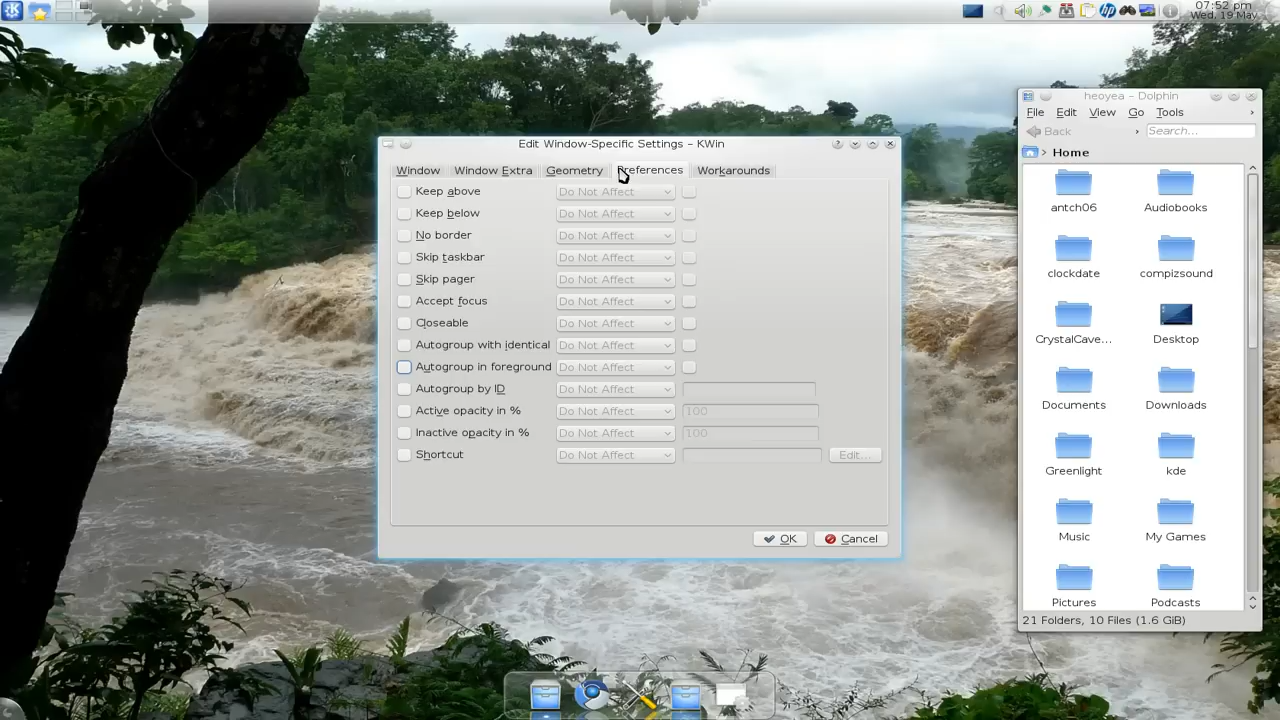 07:52 pm
Wed. 19 May
heoyea – Dolphin
File Edit View Go Tools
Back
Search...
Home
antch06 Audiobooks
clockdate compizsound
CrystalCave... Desktop
Documents Downloads
Greenlight kde
Music My Games
Pictures Podcasts
21 Folders, 10 Files (1.6 GiB)
Edit Window-Specific Settings – KWin
Window Window Extra Geometry Preferences Workarounds
Keep above Do Not Affect
Keep below Do Not Affect
No border Do Not Affect
Skip taskbar Do Not Affect
Skip pager Do Not Affect
Accept focus Do Not Affect
Closeable Do Not Affect
Autogroup with identical Do Not Affect
Autogroup in foreground Do Not Affect
Autogroup by ID Do Not Affect
Active opacity in % Do Not Affect 100
Inactive opacity in % Do Not Affect 100
Shortcut Do Not Affect Edit...
OK Cancel